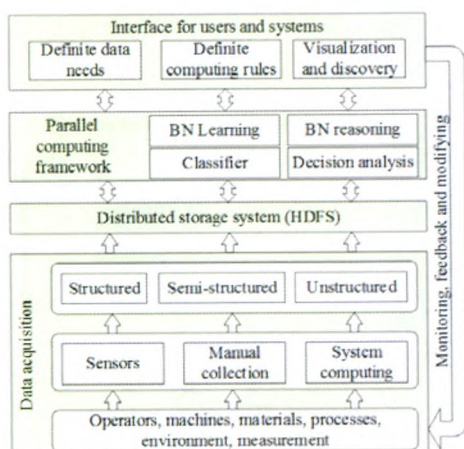 Interface for users and systems
Definite data needs
Definite computing rules
Visualization and discovery
Parallel computing framework
BN Learning
BN reasoning
Classifier
Decision analysis
Distributed storage system (HDFS)
Data acquisition
Structured
Semi-structured
Unstructured
Sensors
Manual collection
System computing
Operators, machines, materials, processes,
environment, measurement
Monitoring, feedback and modifying